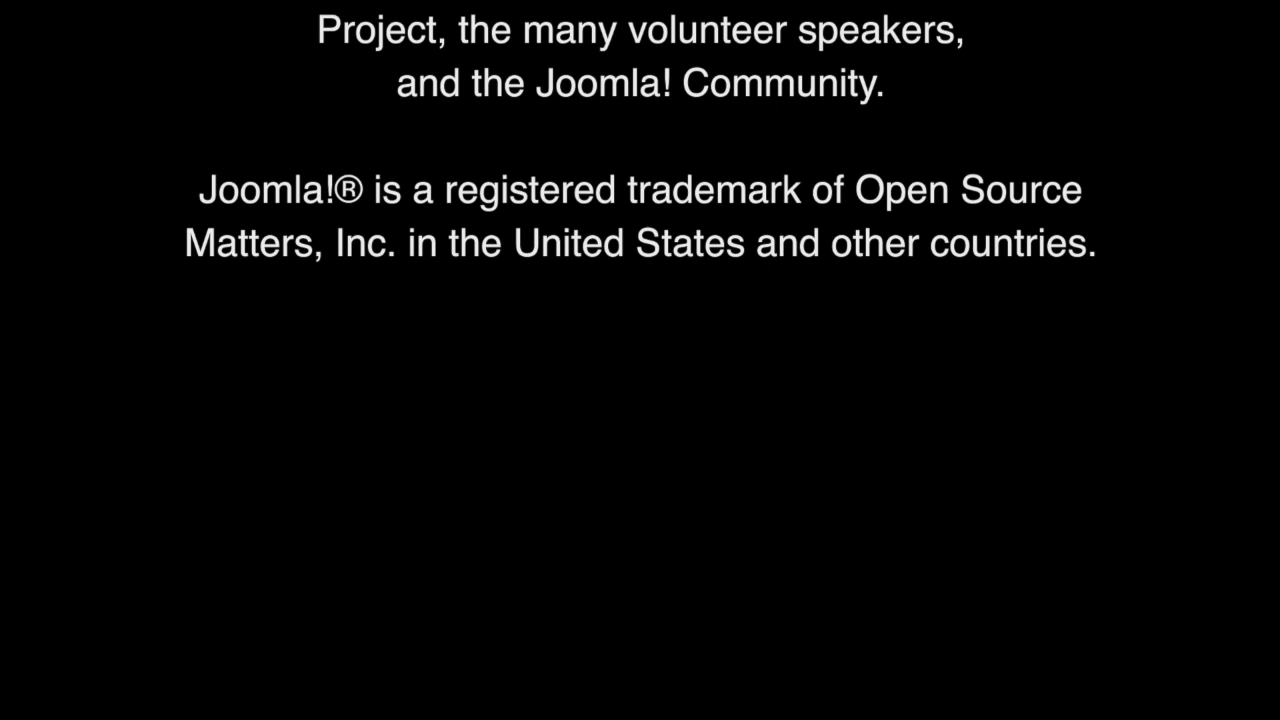 Project, the many volunteer speakers,
and the Joomla! Community.
Joomla!® is a registered trademark of Open Source
Matters, Inc. in the United States and other countries.